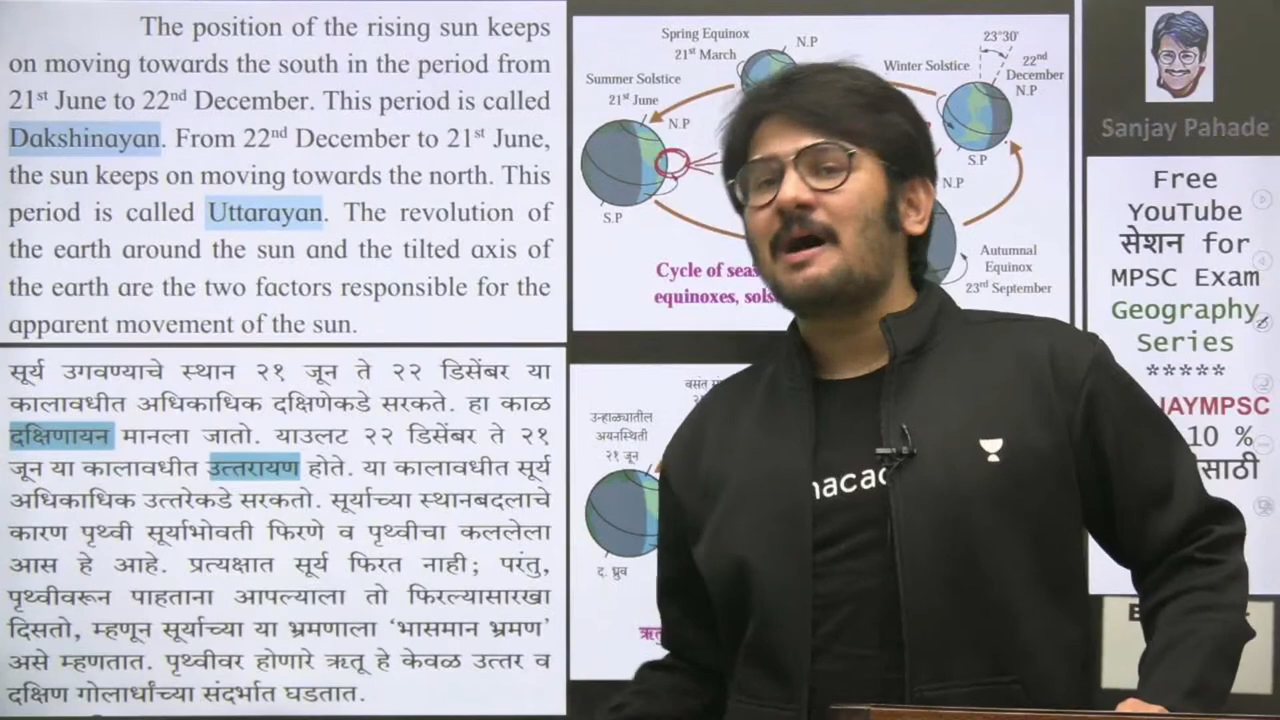 The position of the rising sun keeps
on moving towards the south in the period from
21st June to 22nd December. This period is called
Dakshinayan. From 22nd December to 21st June,
the sun keeps on moving towards the north. This
period is called Uttarayan. The revolution of
the earth around the sun and the tilted axis of
the earth are the two factors responsible for the
apparent movement of the sun.
सूर्य उगवण्याचे स्थान २१ जून ते २२ डिसेंबर या
कालावधीत अधिकाधिक दक्षिणेकडे सरकते. हा काळ
दक्षिणायन मानला जातो. याउलट २२ डिसेंबर ते २१
जून या कालावधीत उत्तरायण होते. या कालावधीत सूर्य
अधिकाधिक उत्तरेकडे सरकतो. सूर्याच्या स्थानबदलाचे
कारण पृथ्वी सूर्याभोवती फिरणे व पृथ्वीचा कललेला
आस हे आहे. प्रत्यक्षात सूर्य फिरत नाही; परंतु,
पृथ्वीवरून पाहताना आपल्याला तो फिरल्यासारखा
दिसतो, म्हणून सूर्याच्या या भ्रमणाला ‘भासमान भ्रमण’
असे म्हणतात. पृथ्वीवर होणारे ऋतू हे केवळ उत्तर व
दक्षिण गोलार्धांच्या संदर्भात घडतात.
Spring Equinox
21st March
N.P
Summer Solstice
21st June
N.P
S.P
Winter Solstice
23°30'
22nd
December
N.P
S.P
N.P
Autumnal
Equinox
23rd September
Cycle of
equinoxes,
वसंत
उन्हाळ्यातील
अयनस्थिती
२१ जून
द. ध्रुव
Sanjay Pahade
Free
YouTube
सेशन for
MPSC Exam
Geography
Series
*****
JAYMPSC
10 %
साठी